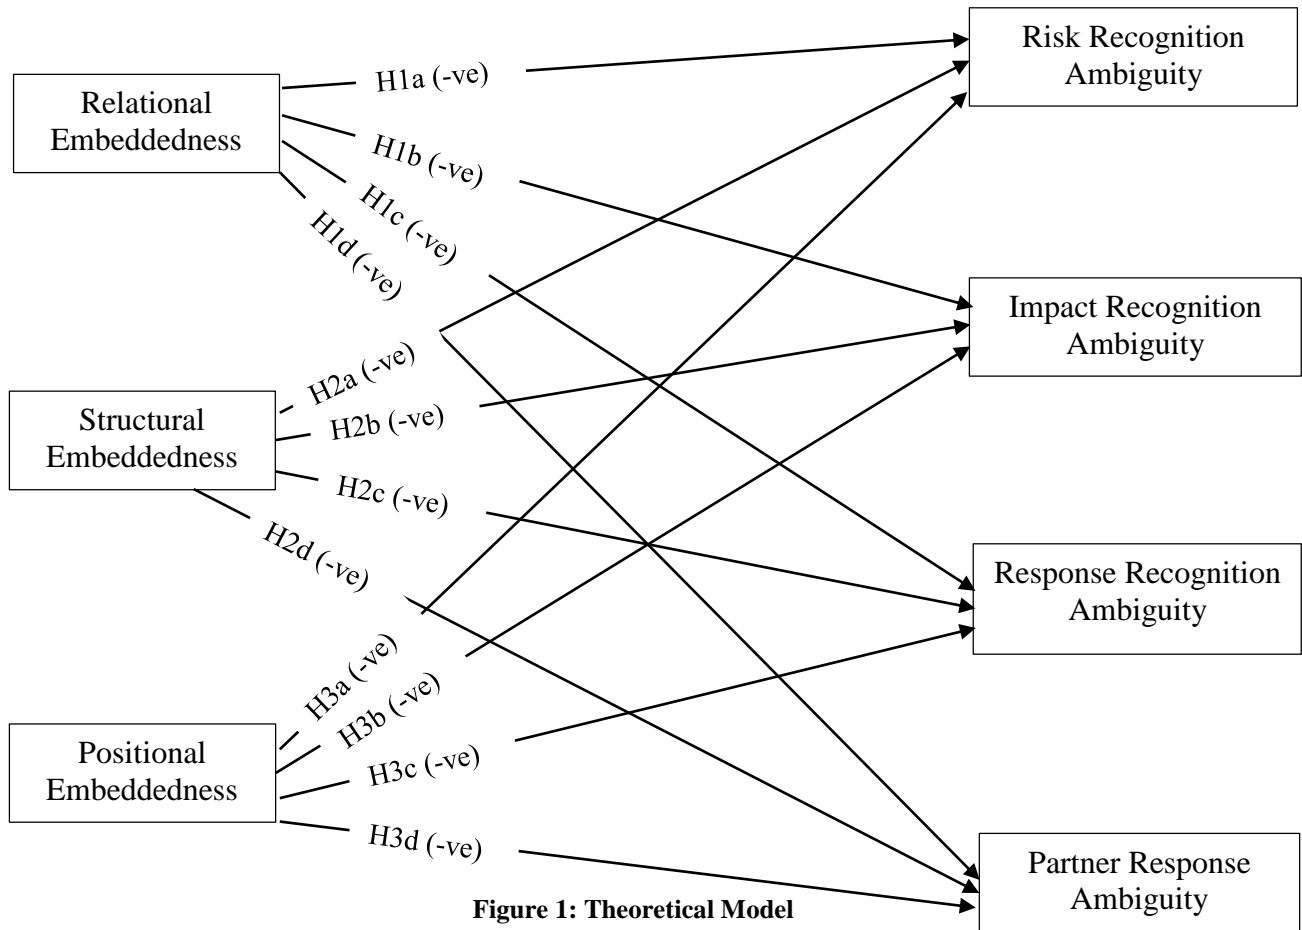 Risk Recognition
Ambiguity
Relational
Embeddedness
H1a (-ve)
H1b (-ve)
H1c (-ve)
H1d (-ve)
Impact Recognition
Ambiguity
Structural
Embeddedness
H2a (-ve)
H2b (-ve)
H2c (-ve)
H2d (-ve)
Response Recognition
Ambiguity
Positional
Embeddedness
H3a (-ve)
H3b (-ve)
H3c (-ve)
H3d (-ve)
Partner Response
Ambiguity
Figure 1: Theoretical Model